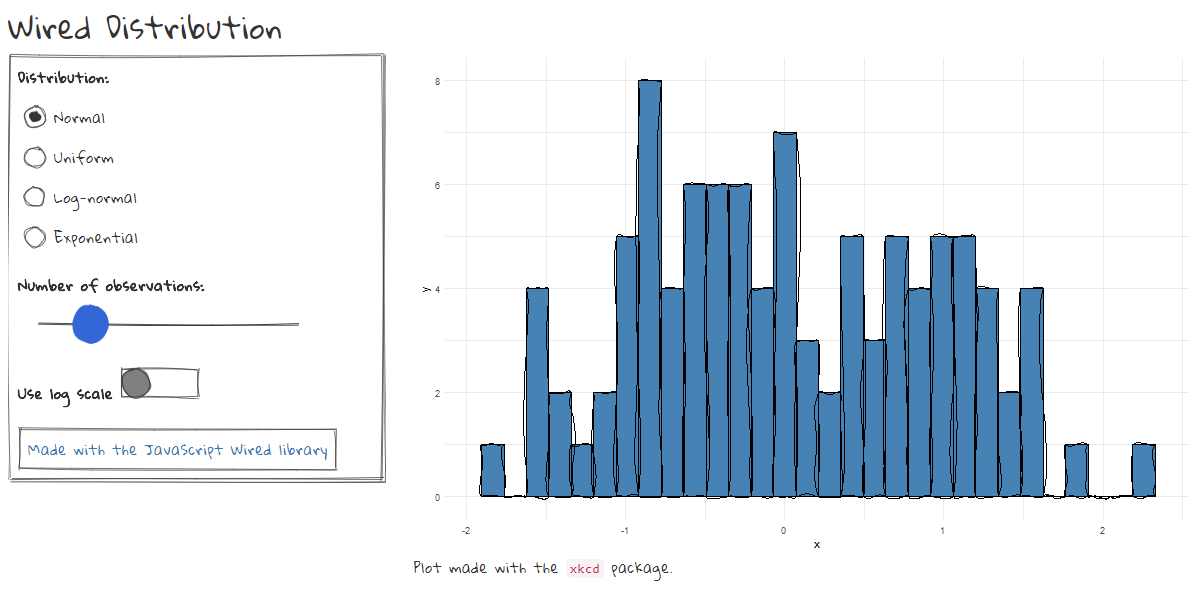 Wired Distribution
Distribution:
Normal
Uniform
Log-normal
Exponential
Number of observations:
Use log scale
Made with the JavaScript Wired library
8
6
4
2
0
y
-2
-1
0
1
2
x
Plot made with the xkcd package.